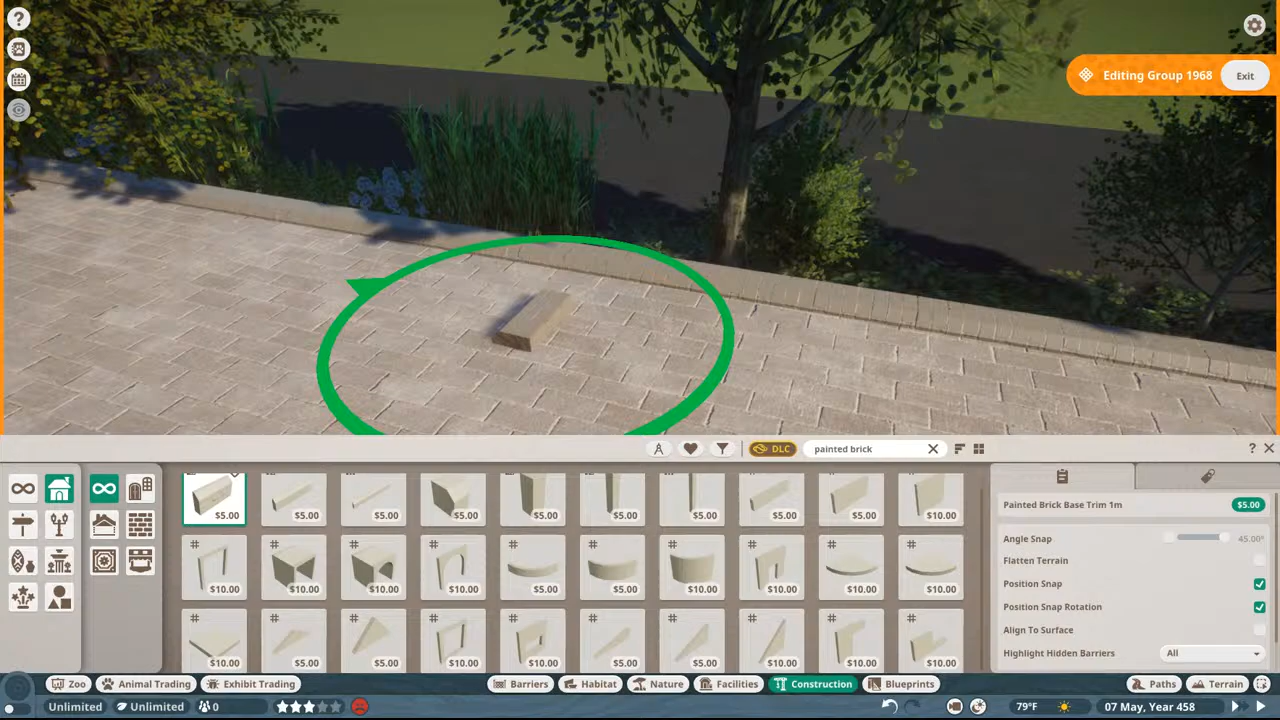 ?
Editing Group 1968 Exit
DLC painted brick
?
$5.00 $5.00 $5.00 $5.00 $5.00 $5.00 $5.00 $5.00 $5.00 $10.00
$10.00 $10.00 $10.00 $10.00 $5.00 $5.00 $10.00 $10.00 $10.00 $10.00
$10.00 $5.00 $10.00 $10.00 $10.00 $5.00 $5.00 $10.00 $10.00 $10.00
Painted Brick Base Trim 1m $5.00
Angle Snap 45.00°
Flatten Terrain
Position Snap
Position Snap Rotation
Align To Surface
Highlight Hidden Barriers All
Zoo Animal Trading Exhibit Trading Barriers Habitat Nature Facilities Construction Blueprints Paths Terrain
Unlimited Unlimited 0 79°F 07 May, Year 458